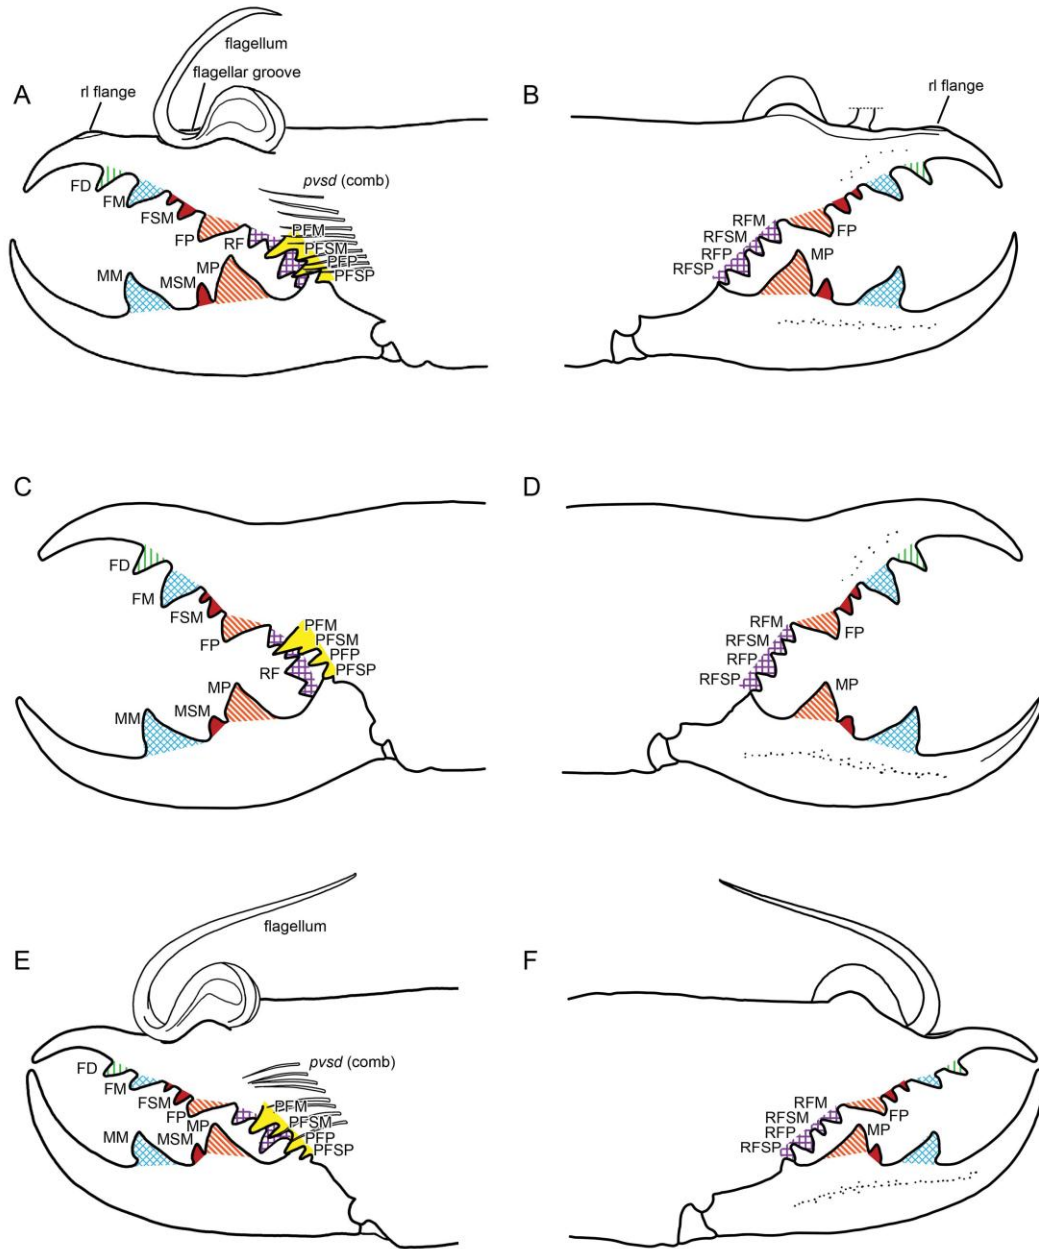 flagellum
flagellar groove
A
rl flange
FD
FM
FSM
FP
RF
pvsd (comb)
PFM
PFSM
PFP
PFSP
MM
MSM
MP
B
rl flange
RFM
RFSM
RFP
RFSP
FP
MP
C
FD
FM
FSM
FP
RF
PFM
PFSM
PFP
PFSP
MM
MSM
MP
D
RFM
RFSM
RFP
RFSP
FP
MP
flagellum
E
FD
FM
FSM
FP
pvsd (comb)
PFM
PFSM
PFP
PFSP
MM
MSM
MP
F
RFM
RFSM
RFP
RFSP
FP
MP